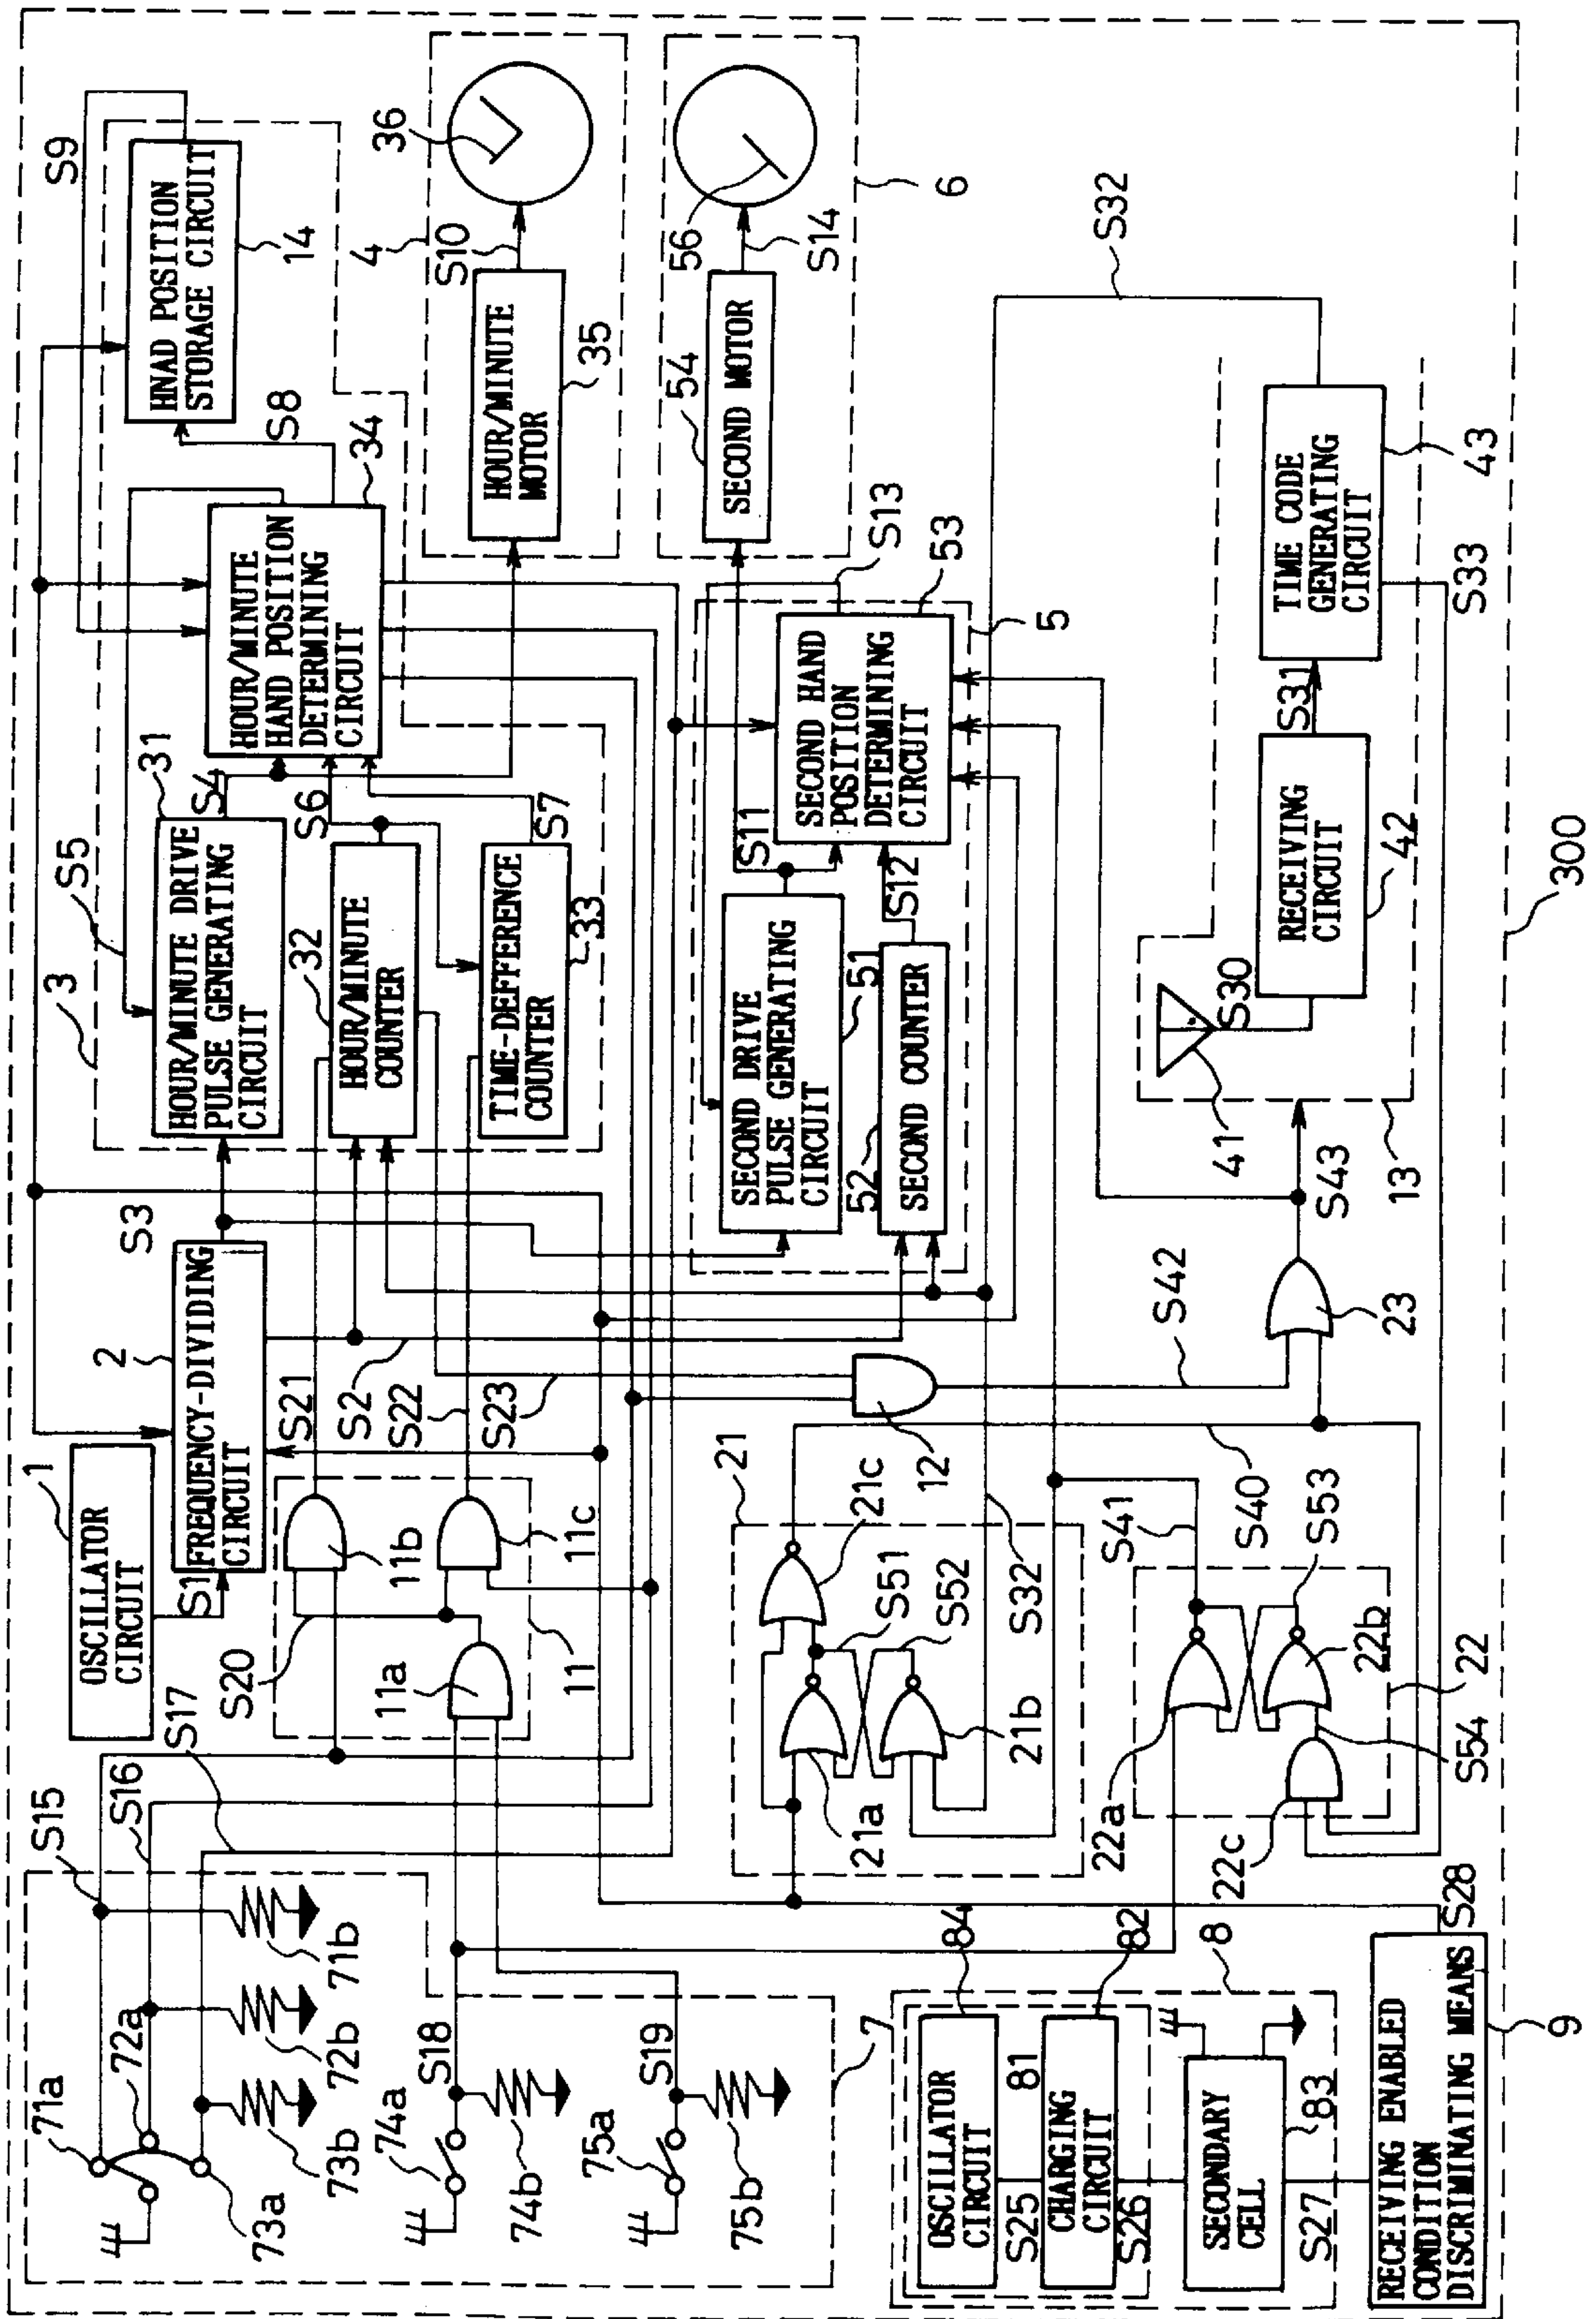 1
OSCILLATOR
CIRCUIT
S1
2
FREQUENCY-DIVIDING
CIRCUIT
S3
3
S5
31
HOUR/MINUTE DRIVE
PULSE GENERATING
CIRCUIT
S4
HOUR/MINUTE
HAND POSITION
DETERMINING
CIRCUIT
34
S8
S9
HNAD POSITION
STORAGE CIRCUIT
14
32
HOUR/MINUTE
COUNTER
S6
TIME-DEFFERENCE
COUNTER
33
S7
4
36
S10
HOUR/MINUTE
MOTOR
35
S15
S16
S17
S20
S21
S2
S22
S23
11a
11b
11c
11
71a
72a
73a
71b
72b
73b
74a
S18
74b
75a
S19
75b
7
54
SECOND MOTOR
56
S14
6
S11
S13
SECOND DRIVE
PULSE GENERATING
CIRCUIT
51
SECOND HAND
POSITION
DETERMINING
CIRCUIT
53
5
52
SECOND COUNTER
S12
12
S42
23
S43
S32
21
21c
S51
S52
21a
21b
S32
S41
S40
S53
22a
22b
22
22c
S54
41
S30
13
RECEIVING
CIRCUIT
42
S31
TIME CODE
GENERATING
CIRCUIT
43
S33
84
OSCILLATOR
CIRCUIT
S25
81
CHARGING
CIRCUIT
82
S26
8
SECONDARY
CELL
83
S27
RECEIVING ENABLED
CONDITION
DISCRIMINATING MEANS
S28
9
300